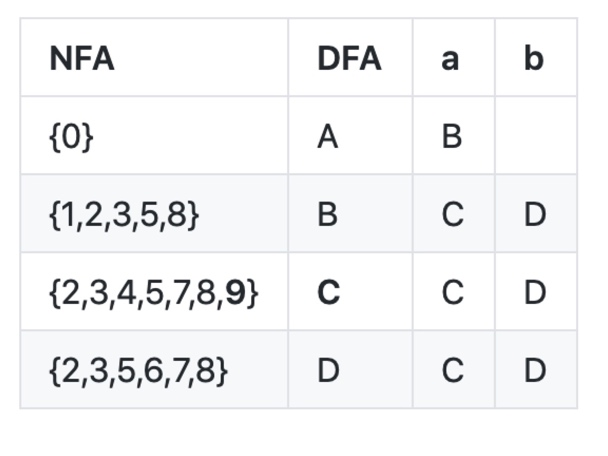 NFA DFA a b
{0} A B
{1,2,3,5,8} B C D
{2,3,4,5,7,8,9} C C D
{2,3,5,6,7,8} D C D